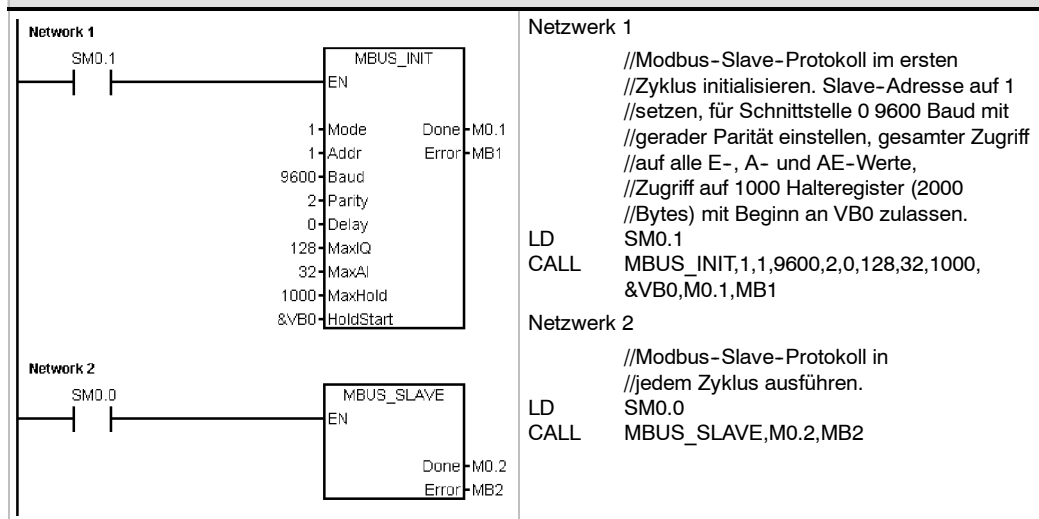 Network 1
SM0.1
MBUS_INIT
EN
1 Mode Done M0.1
1 Addr Error MB1
9600 Baud
2 Parity
0 Delay
128 MaxIQ
32 MaxAI
1000 MaxHold
&VB0 HoldStart
Network 2
SM0.0
MBUS_SLAVE
EN
Done M0.2
Error MB2
Netzwerk 1
//Modbus-Slave-Protokoll im ersten
//Zyklus initialisieren. Slave-Adresse auf 1
//setzen, für Schnittstelle 0 9600 Baud mit
//gerader Parität einstellen, gesamter Zugriff
//auf alle E-, A- und AE-Werte,
//Zugriff auf 1000 Halteregister (2000
//Bytes) mit Beginn an VB0 zulassen.
LD SM0.1
CALL MBUS_INIT,1,1,9600,2,0,128,32,1000,
&VB0,M0.1,MB1
Netzwerk 2
//Modbus-Slave-Protokoll in
//jedem Zyklus ausführen.
LD SM0.0
CALL MBUS_SLAVE,M0.2,MB2